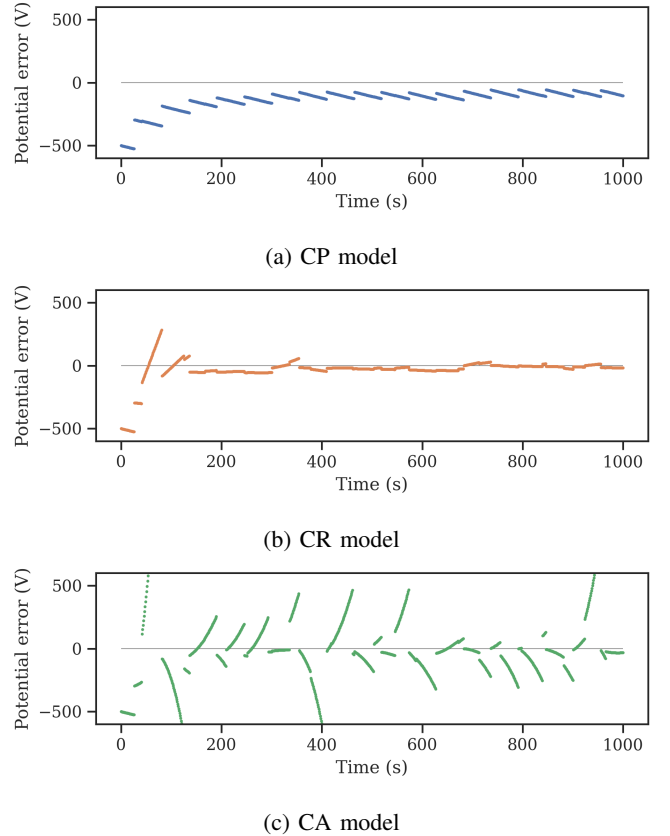 500
0
−500
Potential error (V)
0 200 400 600 800 1000
Time (s)
(a) CP model
500
0
−500
Potential error (V)
0 200 400 600 800 1000
Time (s)
(b) CR model
500
0
−500
Potential error (V)
0 200 400 600 800 1000
Time (s)
(c) CA model